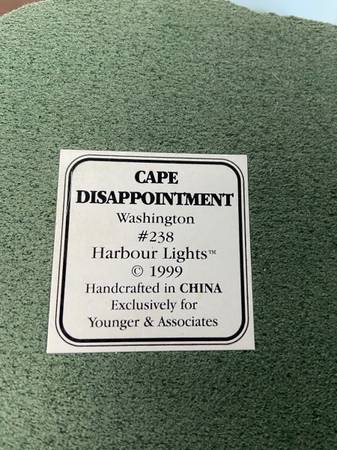 CAPE
DISAPPOINTMENT
Washington
#238
Harbour Lights™
© 1999
Handcrafted in CHINA
Exclusively for
Younger & Associates